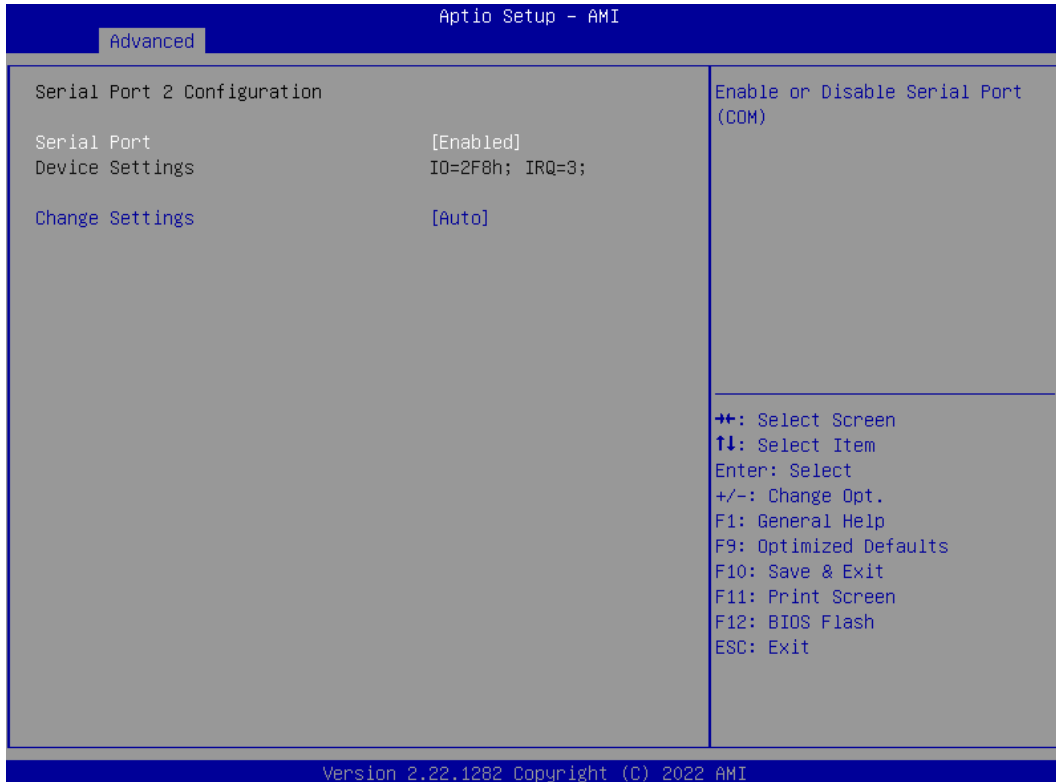 Aptio Setup – AMI
Advanced
Serial Port 2 Configuration
Serial Port [Enabled]
Device Settings IO=2F8h; IRQ=3;
Change Settings [Auto]
Enable or Disable Serial Port
(COM)
→←: Select Screen
↑↓: Select Item
Enter: Select
+/-: Change Opt.
F1: General Help
F9: Optimized Defaults
F10: Save & Exit
F11: Print Screen
F12: BIOS Flash
ESC: Exit
Version 2.22.1282 Copyright (C) 2022 AMI